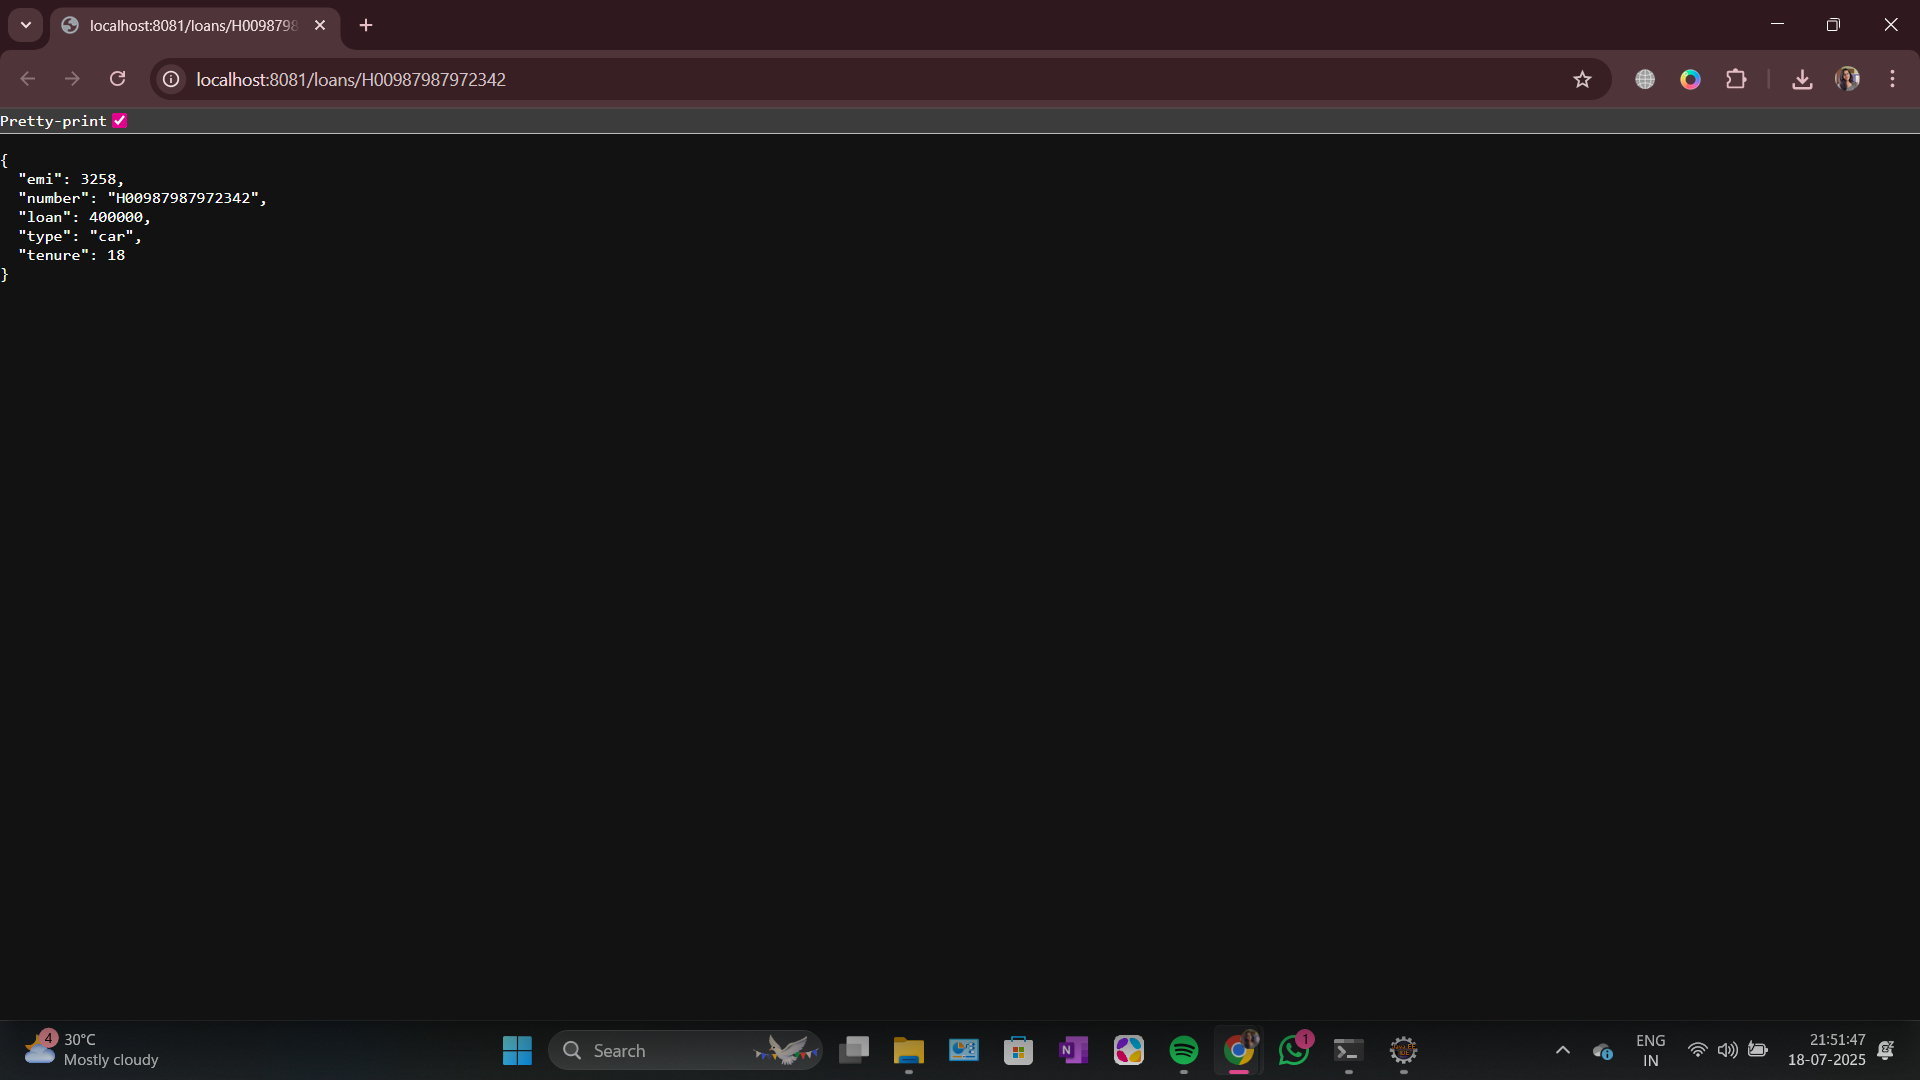 localhost:8081/loans/H0098798
localhost:8081/loans/H00987987972342
Pretty-print
{
"emi": 3258,
"number": "H00987987972342",
"loan": 400000,
"type": "car",
"tenure": 18
}
4
30°C
Mostly cloudy
Search
N
1
ENG
IN
21:51:47
18-07-2025